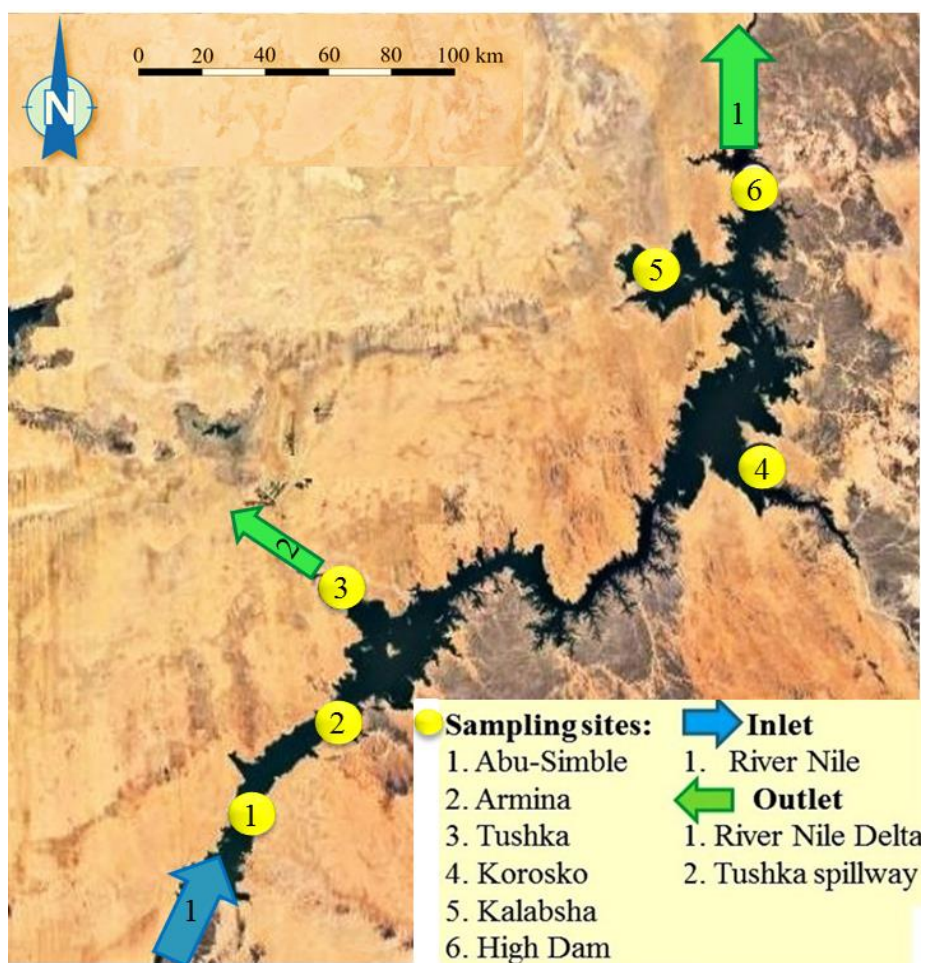 0 20 40 60 80 100 km
N
1
6
5
4
2
3
2
1
1
Sampling sites:
1. Abu-Simble
2. Armina
3. Tushka
4. Korosko
5. Kalabsha
6. High Dam
Inlet
1. River Nile
Outlet
1. River Nile Delta
2. Tushka spillway